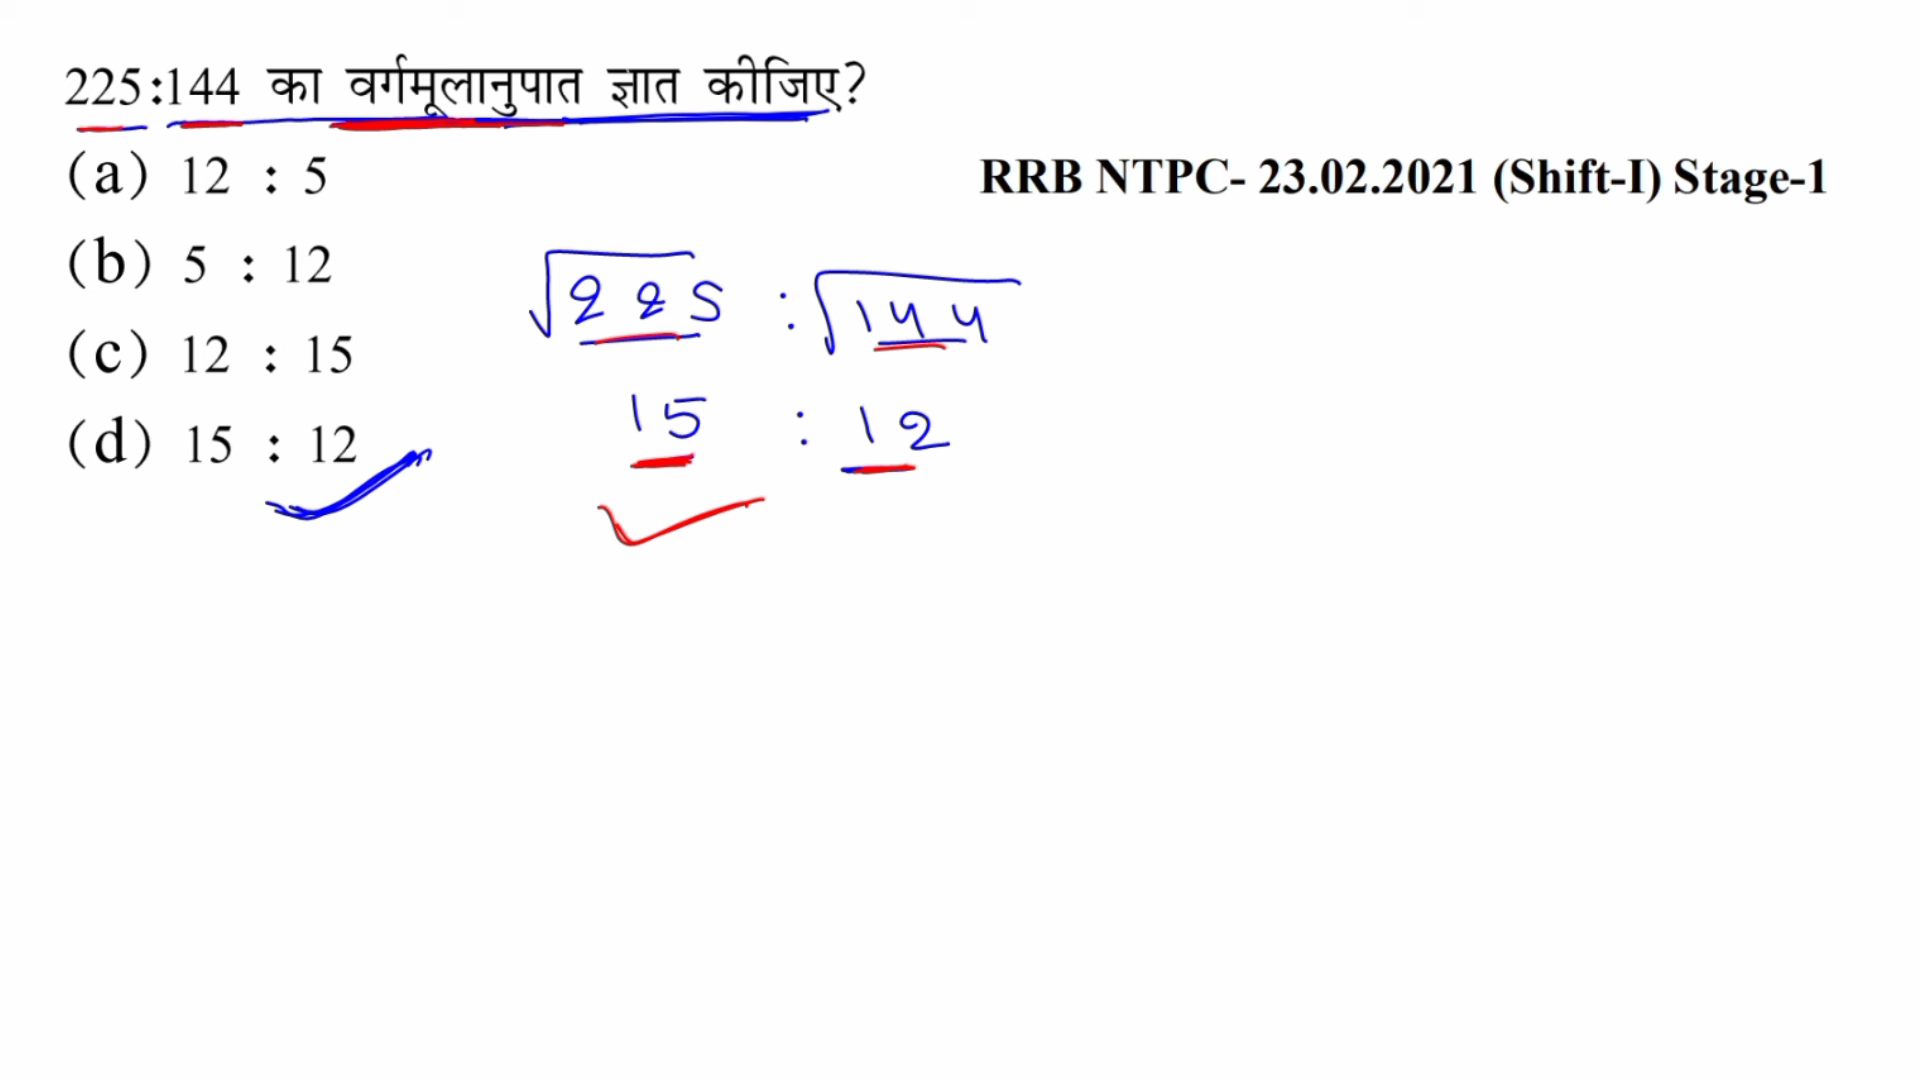 225:144 का वर्गमूलानुपात ज्ञात कीजिए?
(a) 12 : 5
RRB NTPC- 23.02.2021 (Shift-I) Stage-1
(b) 5 : 12
√225 : √144
(c) 12 : 15
15 : 12
(d) 15 : 12